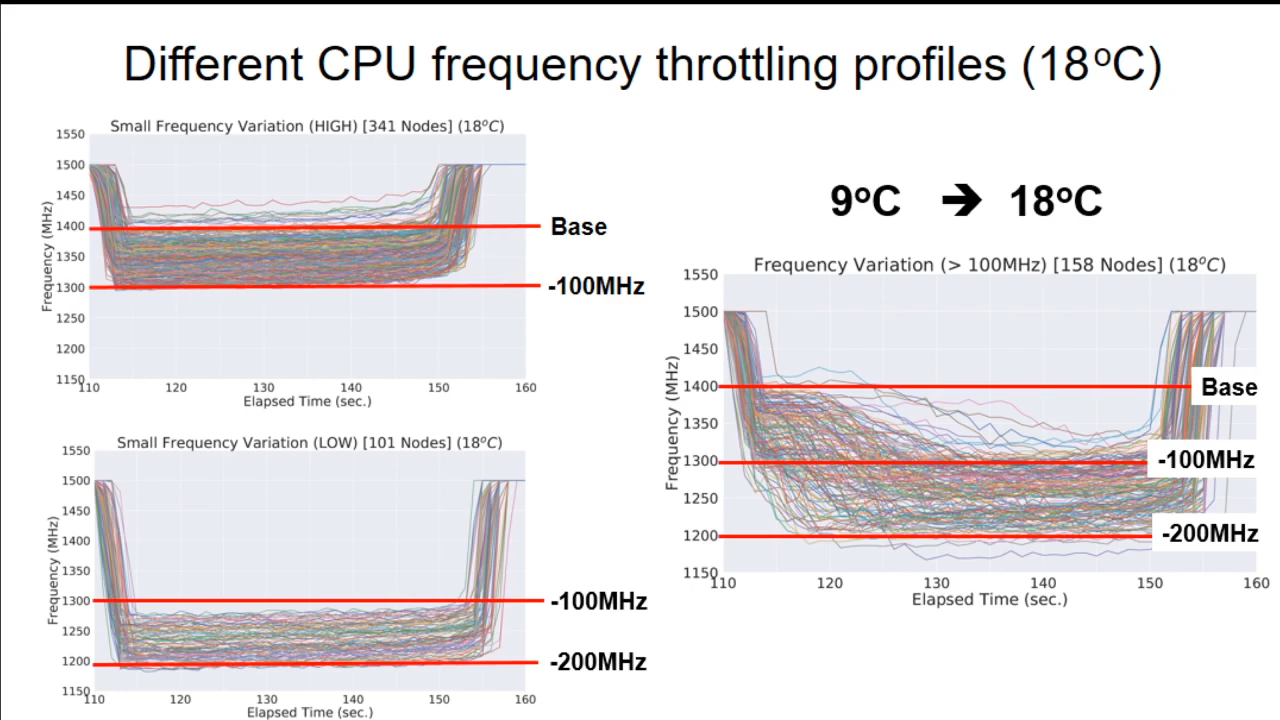 Different CPU frequency throttling profiles (18°C)
Small Frequency Variation (HIGH) [341 Nodes] (18°C)
1550
1500
1450
1400
1350
1300
1250
1200
1150
Frequency (MHz)
Base
-100MHz
110 120 130 140 150 160
Elapsed Time (sec.)
Small Frequency Variation (LOW) [101 Nodes] (18°C)
1550
1500
1450
1400
1350
1300
1250
1200
1150
Frequency (MHz)
-100MHz
-200MHz
110 120 130 140 150 160
Elapsed Time (sec.)
9°C ➔ 18°C
Frequency Variation (> 100MHz) [158 Nodes] (18°C)
1550
1500
1450
1400
1350
1300
1250
1200
1150
Frequency (MHz)
Base
-100MHz
-200MHz
110 120 130 140 150 160
Elapsed Time (sec.)